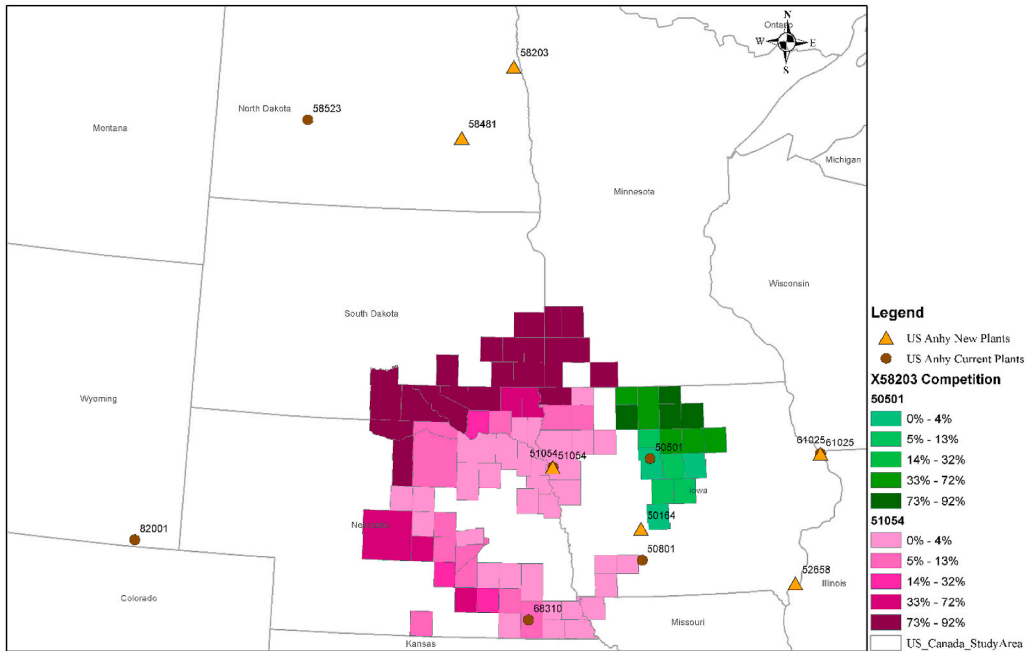 Ontario
N
W E
S
58203
North Dakota
58523
58481
Montana
Michigan
Minnesota
Wisconsin
South Dakota
Wyoming
61025 61025
51054 51054
50501
Iowa
50164
82001
50801
52658
Illinois
Colorado
68310
Missouri
Kansas
Legend
US Anhy New Plants
US Anhy Current Plants
X58203 Competition
50501
0% - 4%
5% - 13%
14% - 32%
33% - 72%
73% - 92%
51054
0% - 4%
5% - 13%
14% - 32%
33% - 72%
73% - 92%
US_Canada_StudyArea